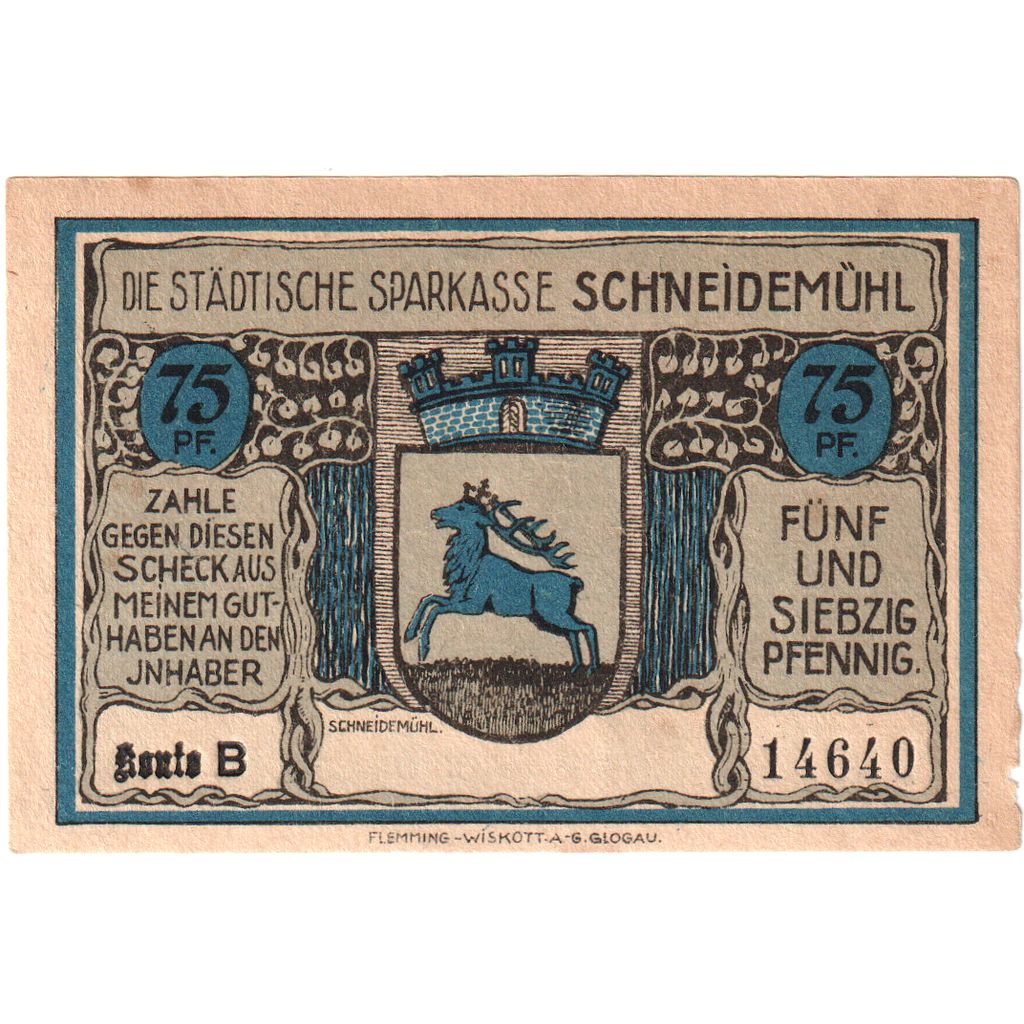 DIE STÄDTISCHE SPARKASSE SCHNEIDEMÜHL
75
PF.
75
PF.
ZAHLE
GEGEN DIESEN
SCHECK AUS
MEINEM GUT-
HABEN AN DEN
JNHABER
FÜNF
UND
SIEBZIG
PFENNIG.
SCHNEIDEMÜHL.
Konto B
14640
FLEMMING-WISKOTT-A.-G. GLOGAU.